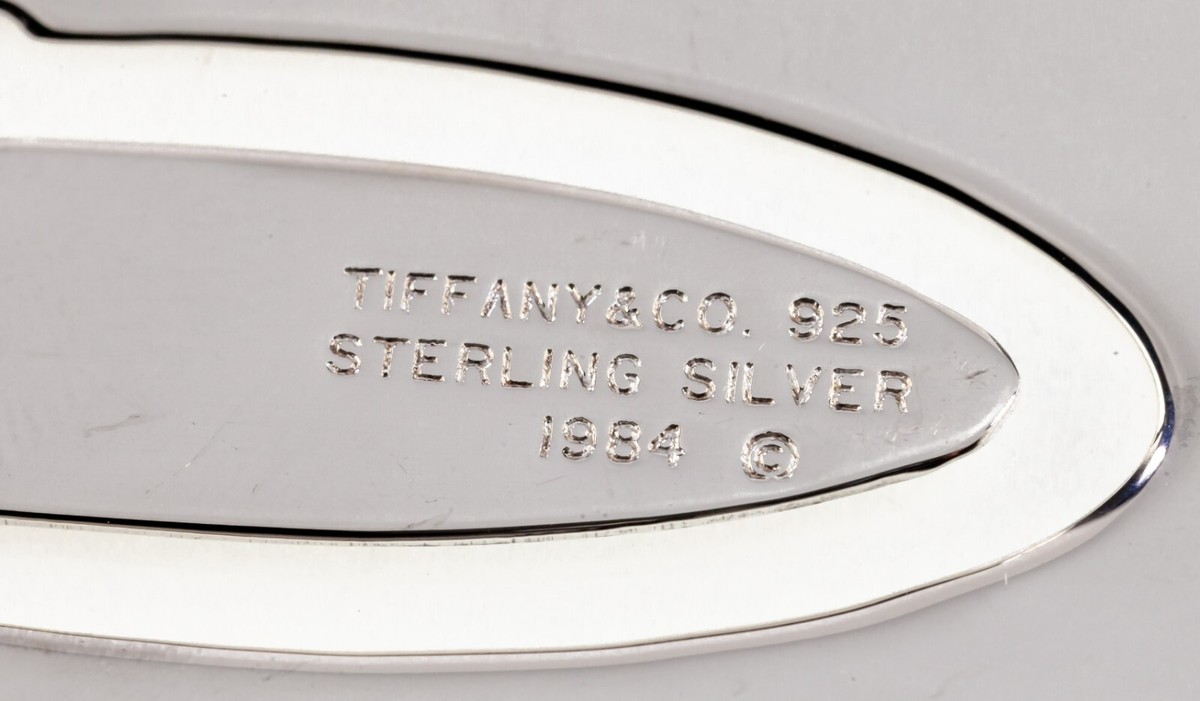 TIFFANY&CO. 925
STERLING SILVER
1984 ©